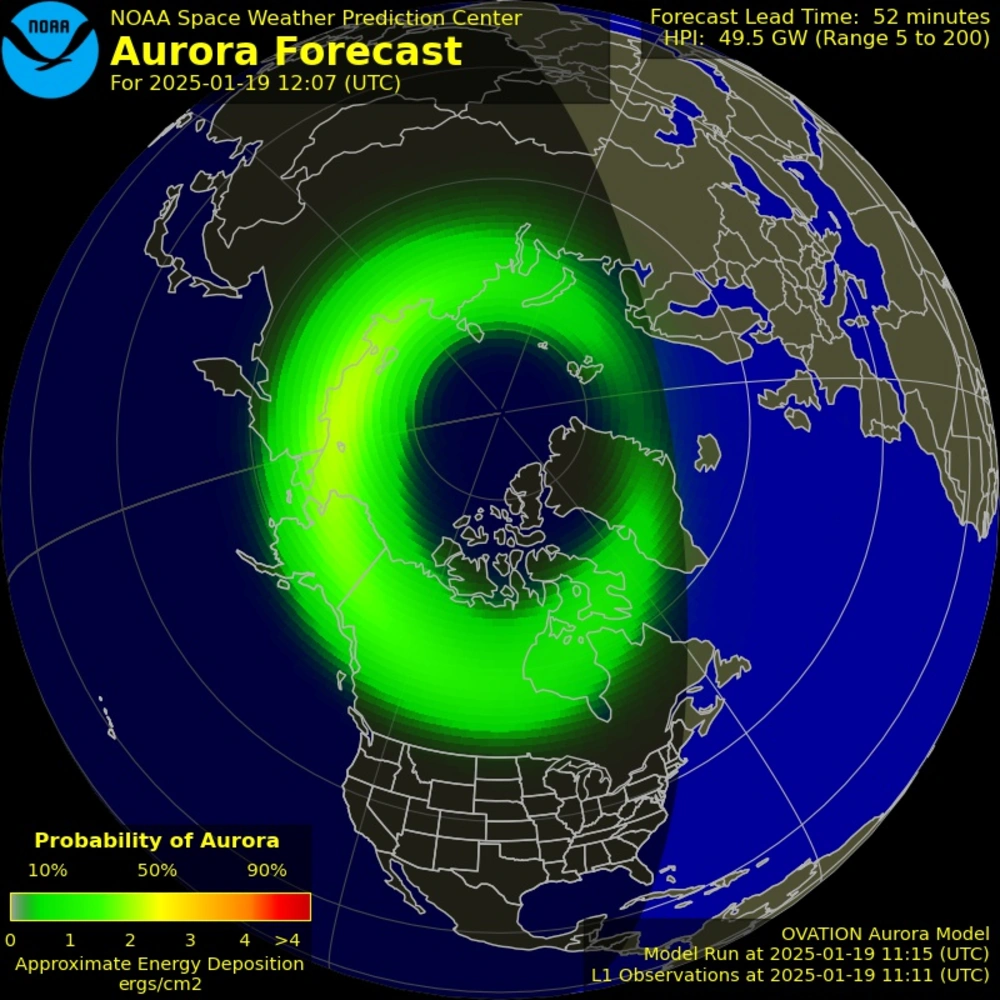 NOAA
NOAA Space Weather Prediction Center
Aurora Forecast
For 2025-01-19 12:07 (UTC)
Forecast Lead Time: 52 minutes
HPI: 49.5 GW (Range 5 to 200)
Probability of Aurora
10% 50% 90%
0 1 2 3 4 >4
Approximate Energy Deposition
ergs/cm2
OVATION Aurora Model
Model Run at 2025-01-19 11:15 (UTC)
L1 Observations at 2025-01-19 11:11 (UTC)